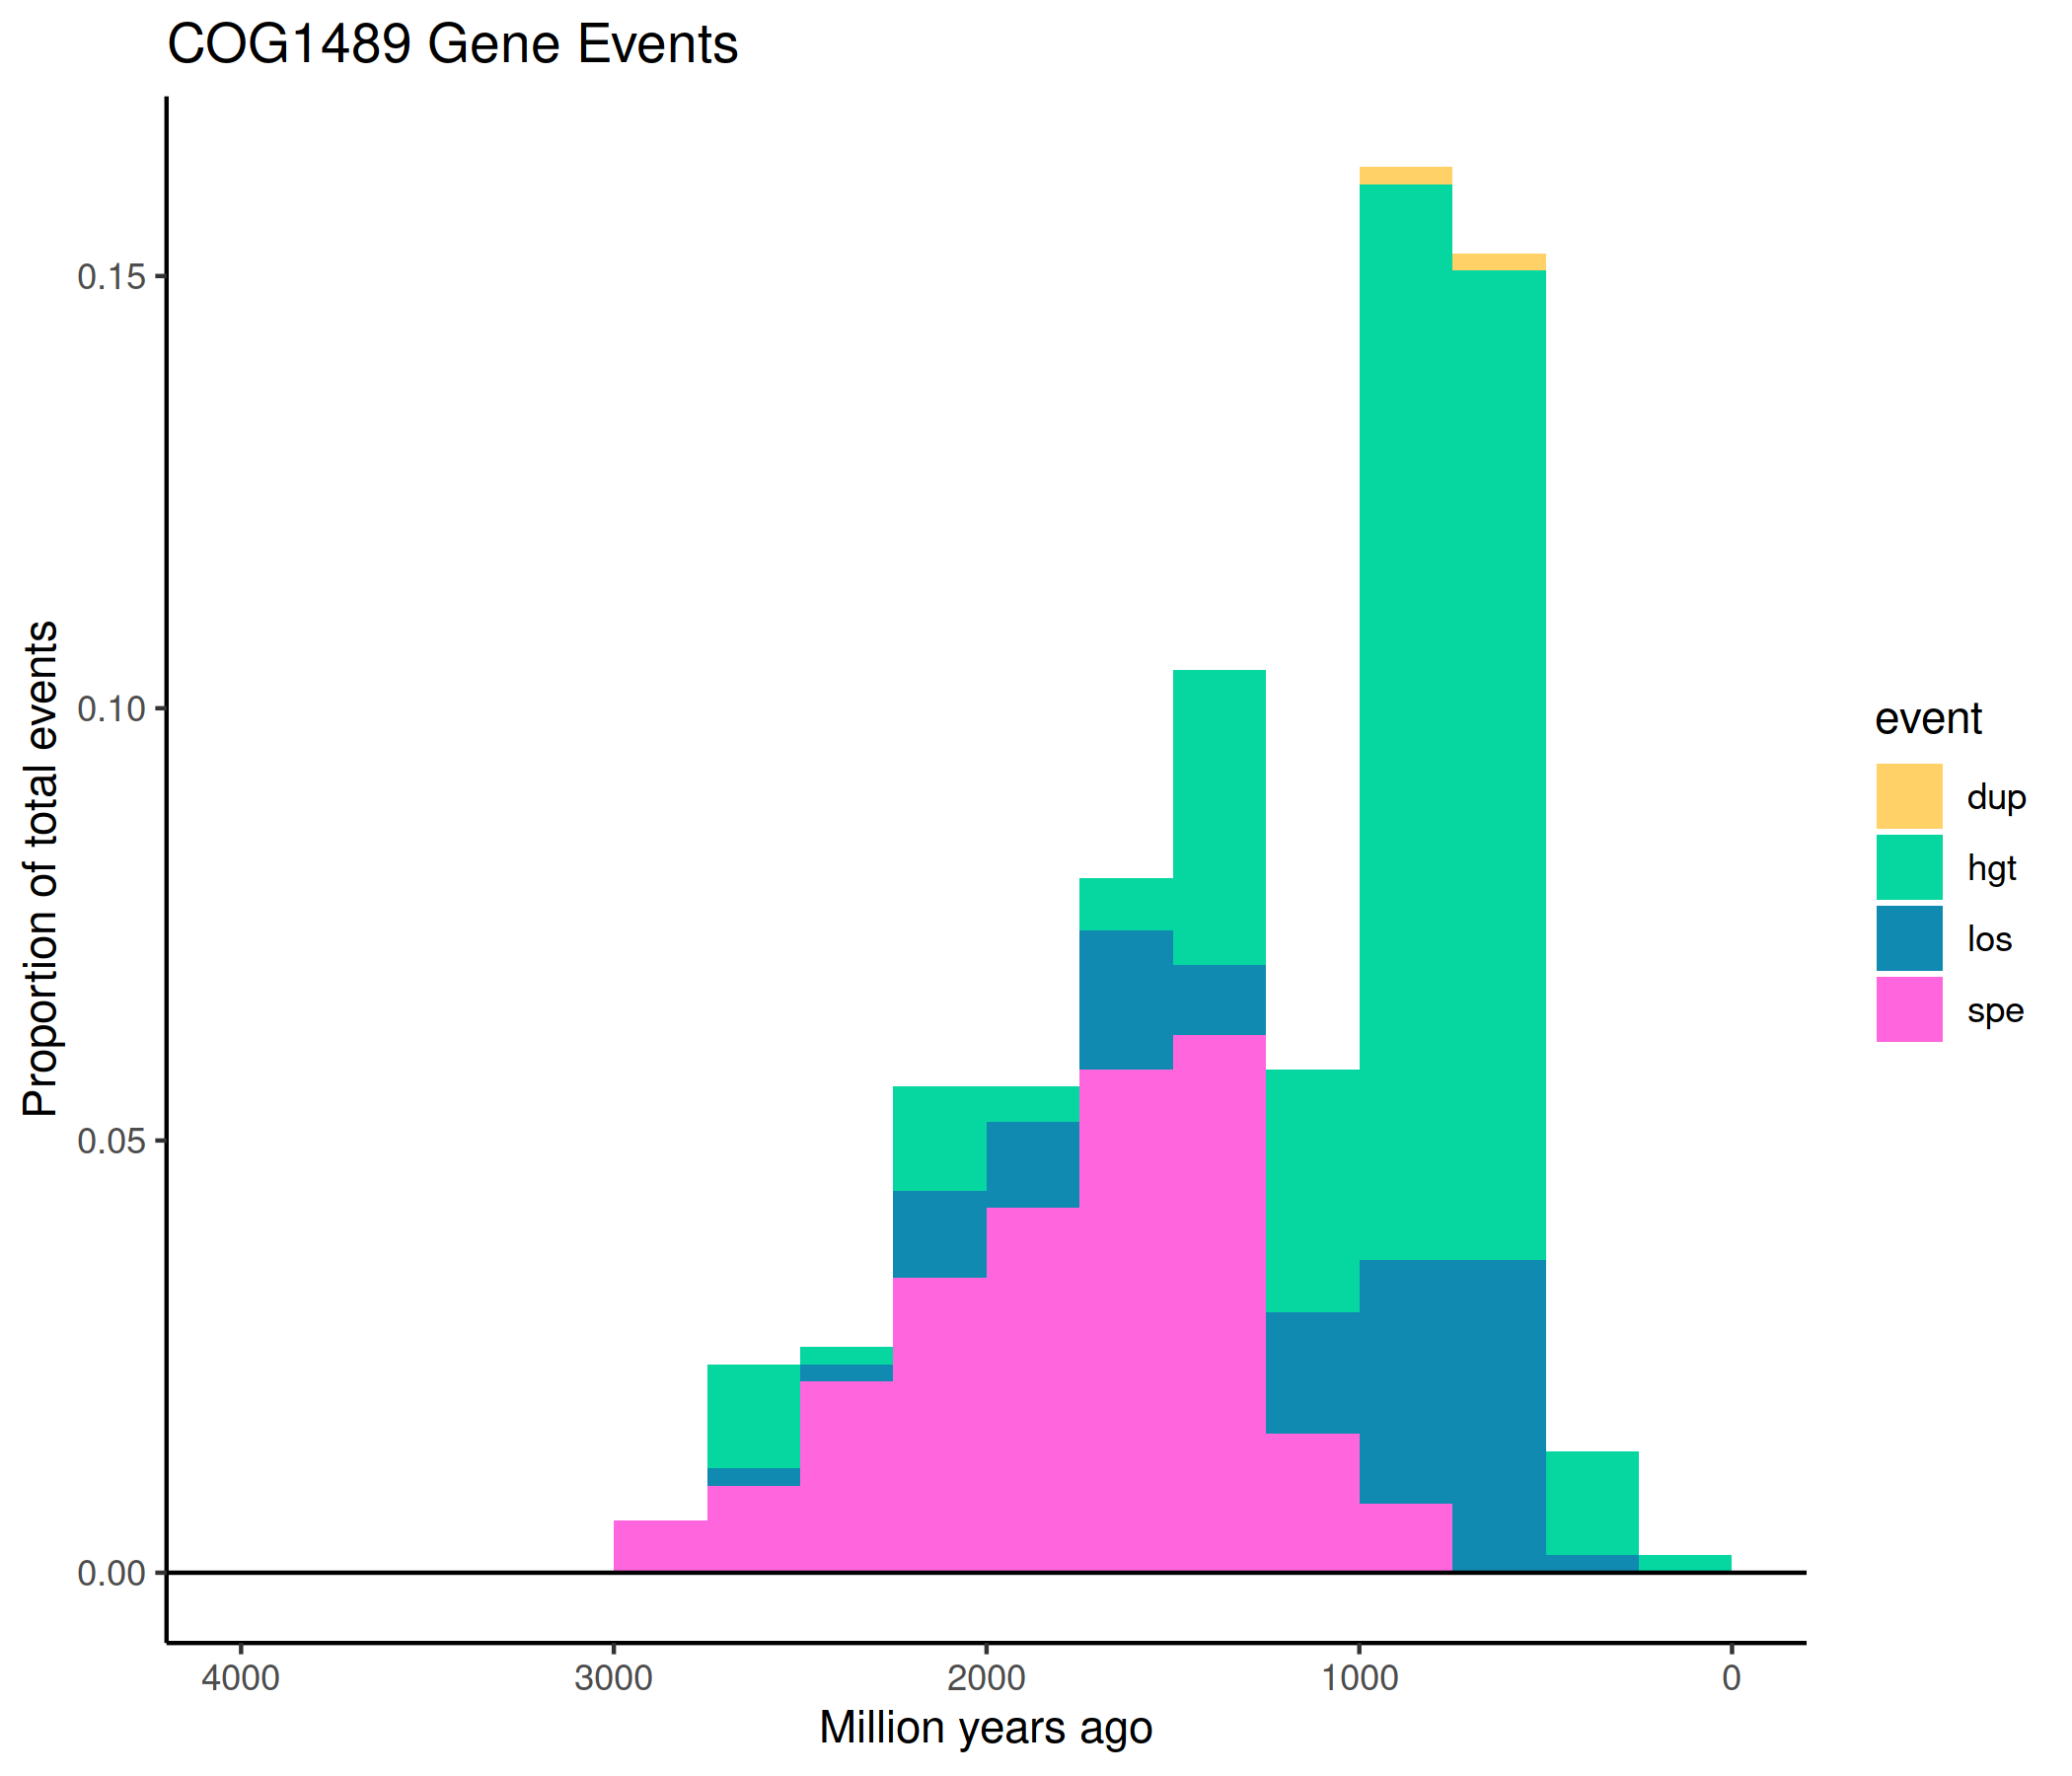 COG1489 Gene Events
Proportion of total events
0.15
0.10
0.05
0.00
4000 3000 2000 1000 0
Million years ago
event
dup
hgt
los
spe